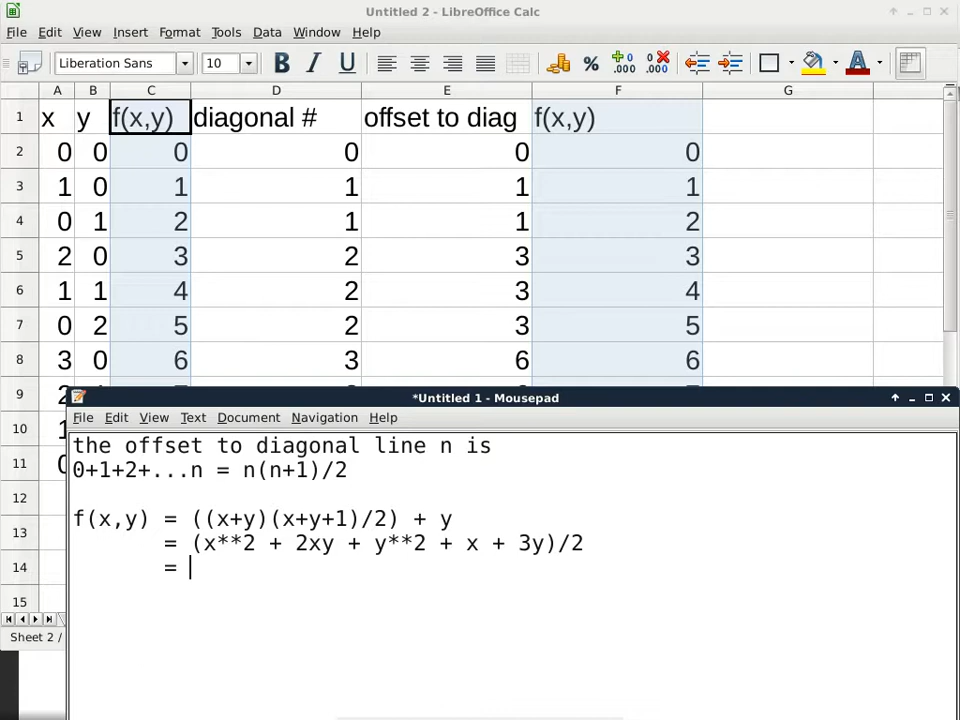 Untitled 2 - LibreOffice Calc
File Edit View Insert Format Tools Data Window Help
Liberation Sans 10 B I U % .000 .000 A
A B C D E F G
1 x y f(x,y) diagonal # offset to diag f(x,y)
2 0 0 0 0 0 0
3 1 0 1 1 1 1
4 0 1 2 1 1 2
5 2 0 3 2 3 3
6 1 1 4 2 3 4
7 0 2 5 2 3 5
8 3 0 6 3 6 6
9
10
11
12
13
14
15
Sheet 2 /
*Untitled 1 - Mousepad
File Edit View Text Document Navigation Help
the offset to diagonal line n is
0+1+2+...n = n(n+1)/2
f(x,y) = ((x+y)(x+y+1)/2) + y
= (x**2 + 2xy + y**2 + x + 3y)/2
=